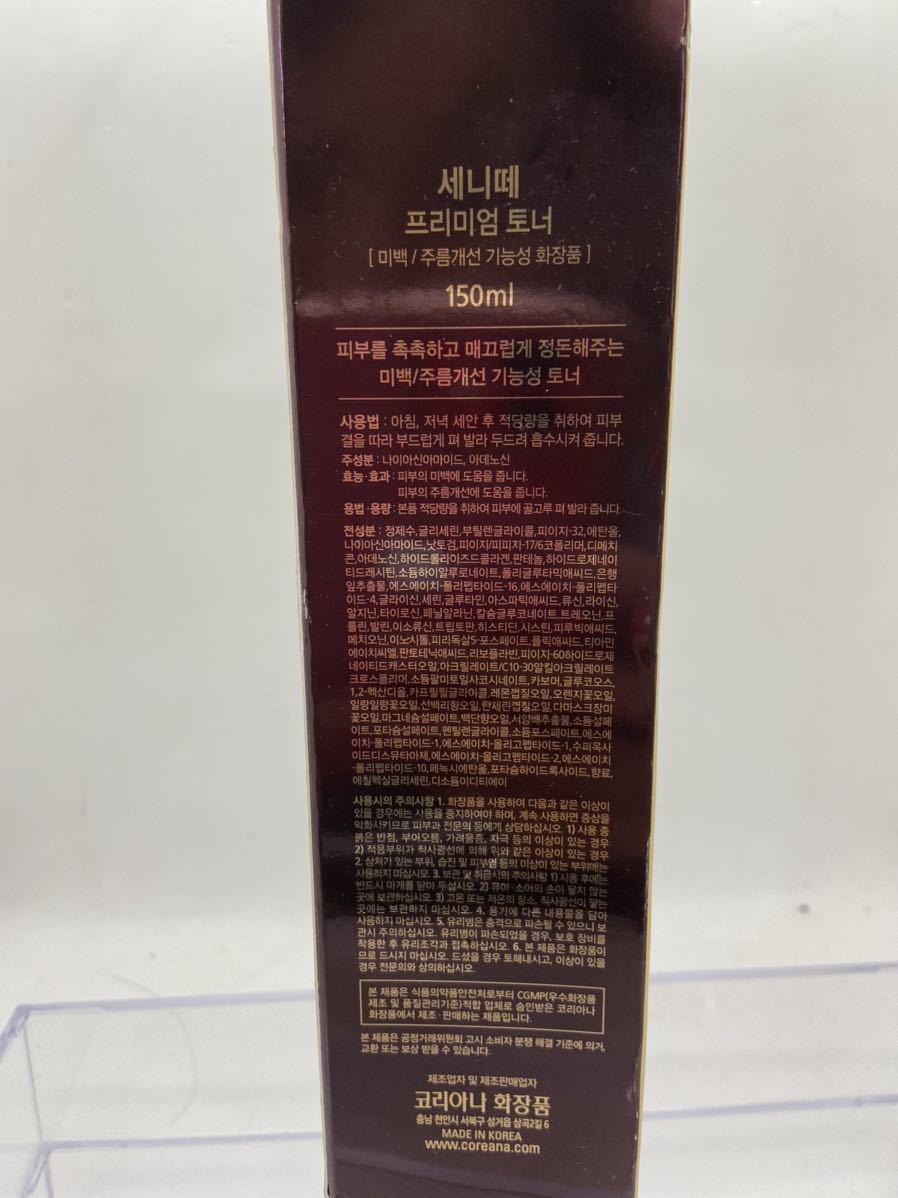 세니떼
프리미엄 토너
[ 미백 / 주름개선 기능성 화장품 ]
150ml
피부를 촉촉하고 매끄럽게 정돈해주는
미백/주름개선 기능성 토너
사용법 : 아침, 저녁 세안 후 적당량을 취하여 피부
결을 따라 부드럽게 펴 발라 두드려 흡수시켜 줍니다.
주성분 : 나이아신아마이드, 아데노신
효능·효과 : 피부의 미백에 도움을 줍니다.
피부의 주름개선에 도움을 줍니다.
용법·용량 : 본품 적당량을 취하여 피부에 골고루 펴 발라 줍니다.
전성분 : 정제수,글리세린,부틸렌글라이콜,피이지-32,에탄올,
나이아신아마이드,낫토검,피이지/피피지-17/6코폴리머,디메치
콘,아데노신,하이드롤라이즈드콜라겐,판테놀,하이드로제네이
티드레시틴,소듐하이알루로네이트,폴리글루타믹애씨드,은행
잎추출물,에스에이치-폴리펩타이드-16,에스에이치-폴리펩타
이드-4,글라이신,세린,글루타민,아스파틱애씨드,류신,라이신,
알지닌,타이로신,페닐알라닌,칼슘글루코네이트,트레오닌,프
롤린,발린,이소류신,트립토판,히스티딘,시스틴,피루빅애씨드,
메치오닌,이노시톨,피리독살5-포스페이트,폴릭애씨드,티아민
에이치씨엘,판토테닉애씨드,리보플라빈,피이지-60하이드로제
네이티드캐스터오일,아크릴레이트/C10-30알킬아크릴레이트
크로스폴리머,소듐팔미토일사코시네이트,카보머,글루코오스,
1,2-헥산디올,카프릴릴글라이콜,레몬껍질오일,오렌지꽃오일,
일랑일랑꽃오일,선백리향오일,탄제린껍질오일,다마스크장미
꽃오일,마그네슘설페이트,백단향오일,서양배추출물,소듐설페
이트,포타슘설페이트,펜틸렌글라이콜,소듐포스페이트,에스에
이치-폴리펩타이드-1,에스에이치-올리고펩타이드-1,수퍼옥사
이드디스뮤타아제,에스에이치-올리고펩타이드-2,에스에이치
-폴리펩타이드-10,페녹시에탄올,포타슘하이드록사이드,향료,
에칠헥실글리세린,디소듐이디티에이
사용시의 주의사항 1. 화장품을 사용하여 다음과 같은 이상이
있을 경우에는 사용을 중지하여야 하며, 계속 사용하면 증상을
악화시키므로 피부과 전문의 등에게 상담하십시오. 1) 사용 중
붉은 반점, 부어오름, 가려움증, 자극 등의 이상이 있는 경우
2) 적용부위가 직사광선에 의해 위와 같은 이상이 있는 경우
2. 상처가 있는 부위, 습진 및 피부염 등의 이상이 있는 부위에는
사용하지 마십시오. 3. 보관 및 취급시의 주의사항 1) 사용 후에는
반드시 마개를 닫아 두십시오. 2) 유아·소아의 손이 닿지 않는
곳에 보관하십시오. 3) 고온 또는 저온의 장소, 직사광선이 닿는
곳에는 보관하지 마십시오. 4. 용기에 다른 내용물을 담아
사용하지 마십시오. 5. 유리병은 충격으로 파손될 수 있으니 보
관시 주의하십시오. 유리병이 파손되었을 경우, 보호 장비를
착용한 후 유리조각과 접촉하십시오. 6. 본 제품은 화장품이
므로 드시지 마십시오. 드셨을 경우 토해내시고, 이상이 있을
경우 전문의와 상의하십시오.
본 제품은 식품의약품안전처로부터 CGMP(우수화장품
제조 및 품질관리기준)적합 업체로 승인받은 코리아나
화장품에서 제조·판매하는 제품입니다.
본 제품은 공정거래위원회 고시 소비자 분쟁 해결 기준에 의거,
교환 또는 보상 받을 수 있습니다.
제조업자 및 제조판매업자
코리아나 화장품
충남 천안시 서북구 성거읍 삼곡2길 6
MADE IN KOREA
www.coreana.com